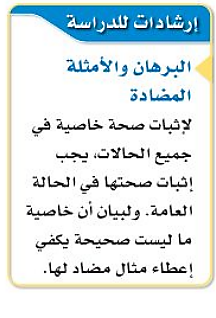 إرشادات للدراسة
البرهان والأمثلة
المضادة
لإثبات صحة خاصية في
جميع الحالات، يجب
إثبات صحتها في الحالة
العامة. ولبيان أن خاصية
ما ليست صحيحة يكفي
إعطاء مثال مضاد لها.